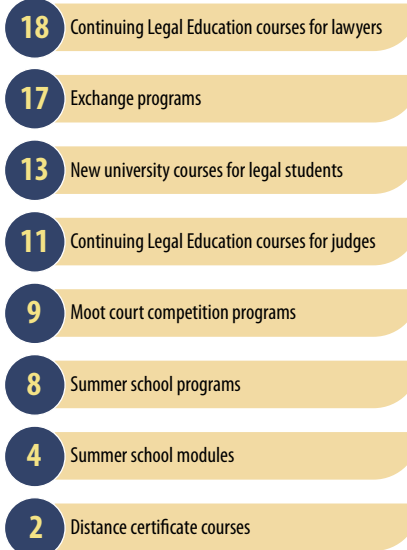 18 Continuing Legal Education courses for lawyers
17 Exchange programs
13 New university courses for legal students
11 Continuing Legal Education courses for judges
9 Moot court competition programs
8 Summer school programs
4 Summer school modules
2 Distance certificate courses